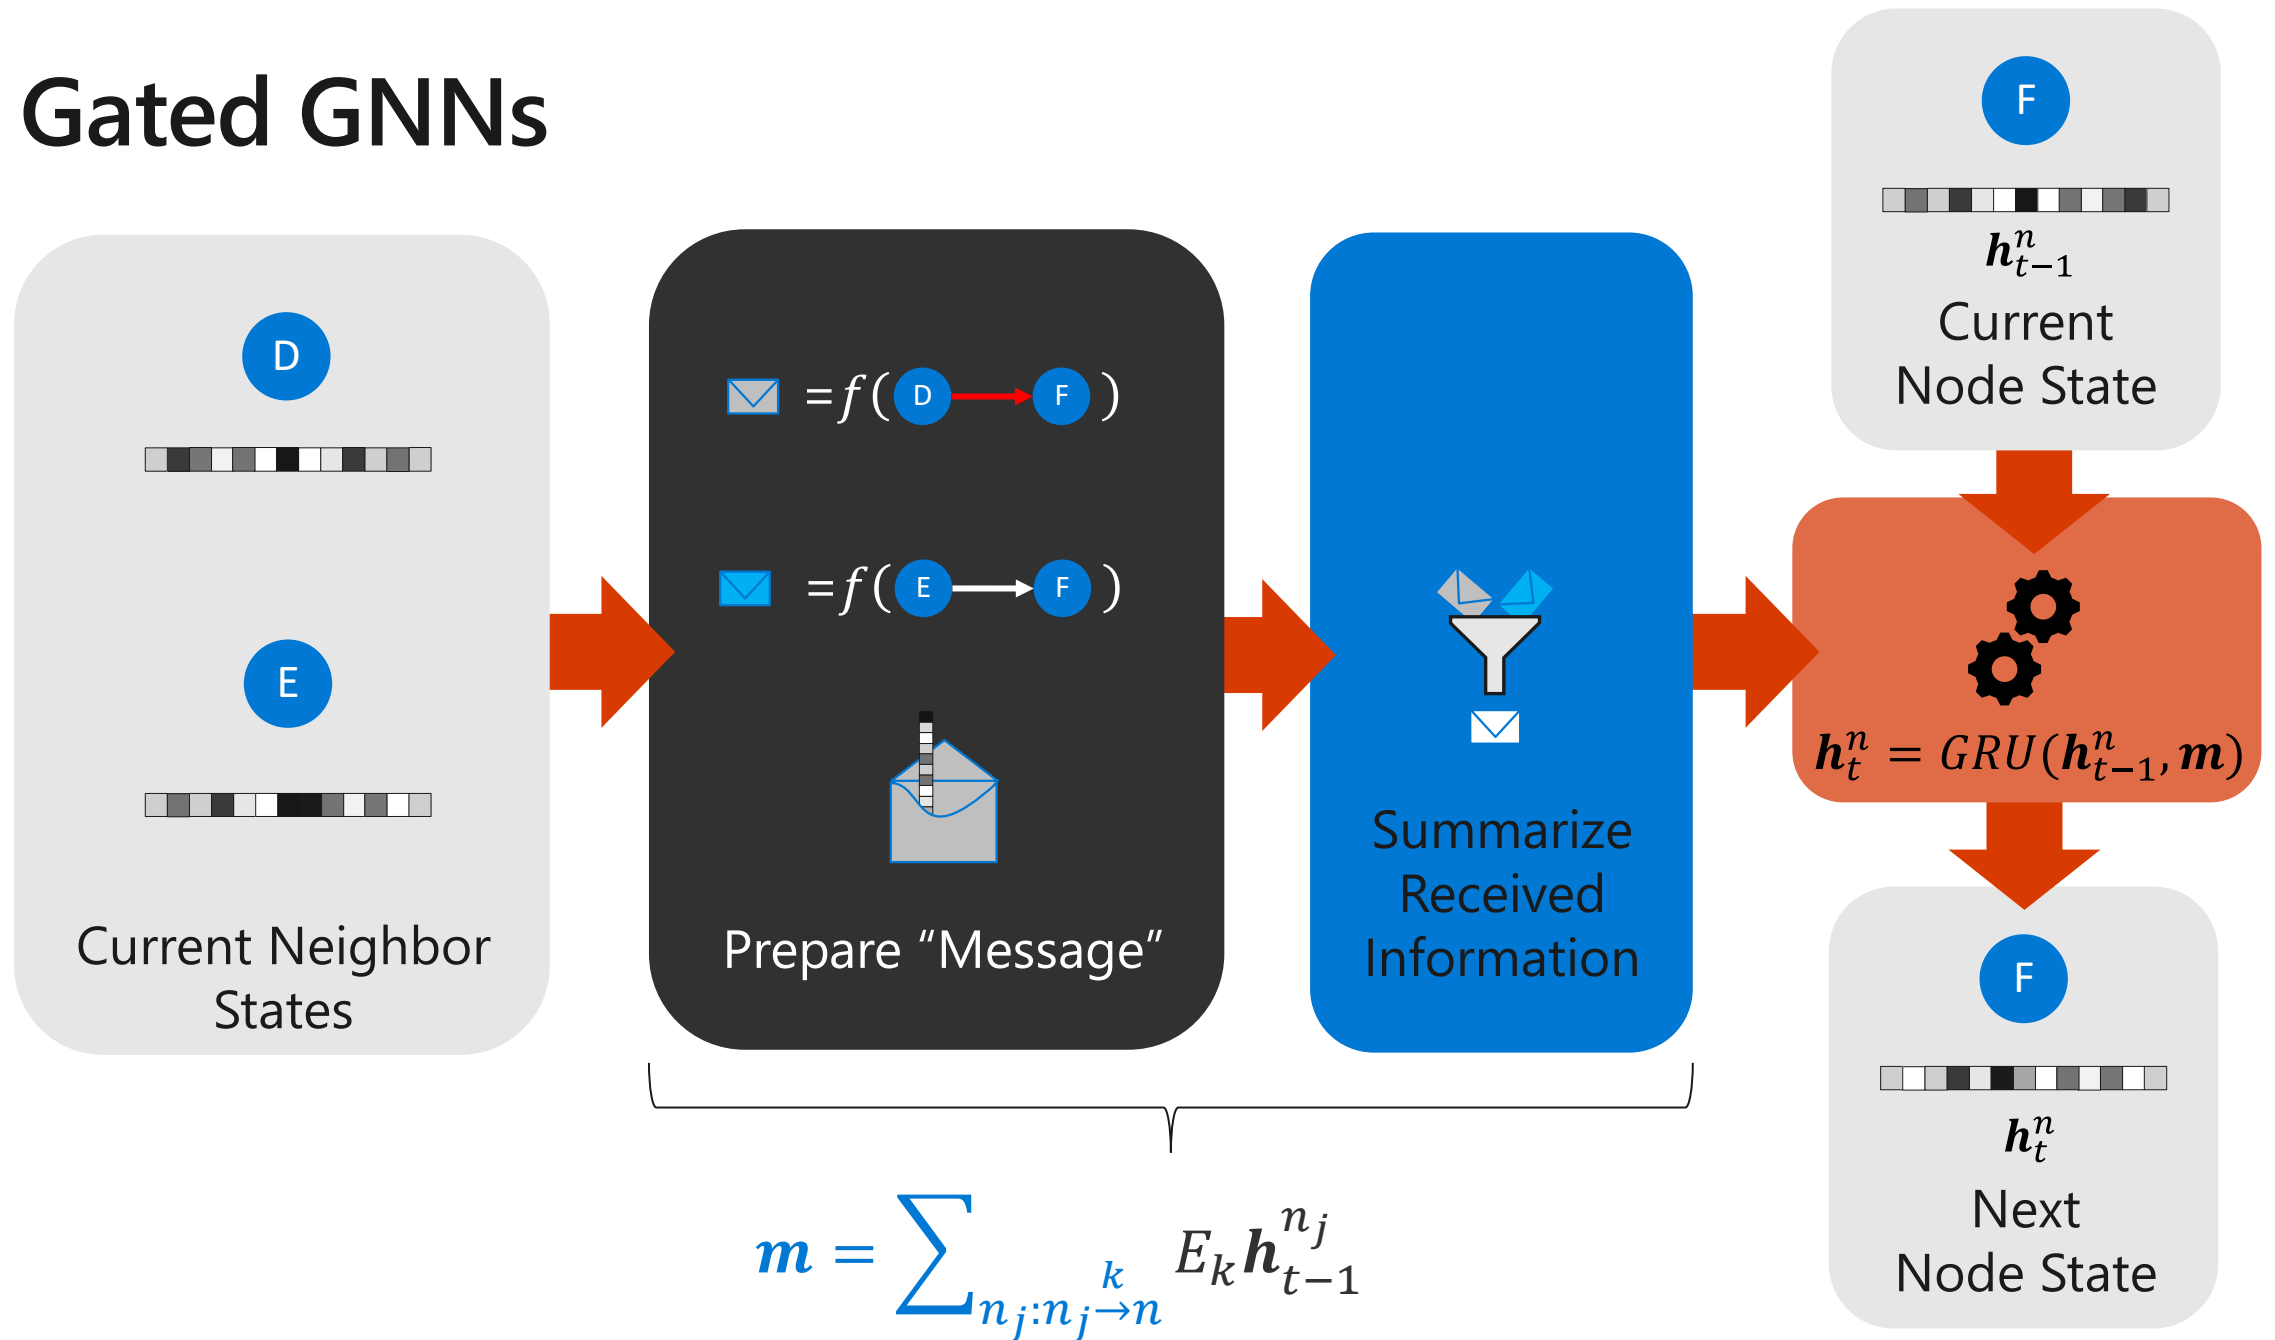 Gated GNNs
D
E
Current Neighbor
States
=f( D F )
=f( E F )
Prepare “Message”
Summarize
Received
Information
F
h^n_{t−1}
Current
Node State
h^n_t = GRU(h^n_{t−1}, m)
F
h^n_t
Next
Node State
m = ∑_{n_j:n_j \xrightarrow{k} n} E_k h^{n_j}_{t−1}